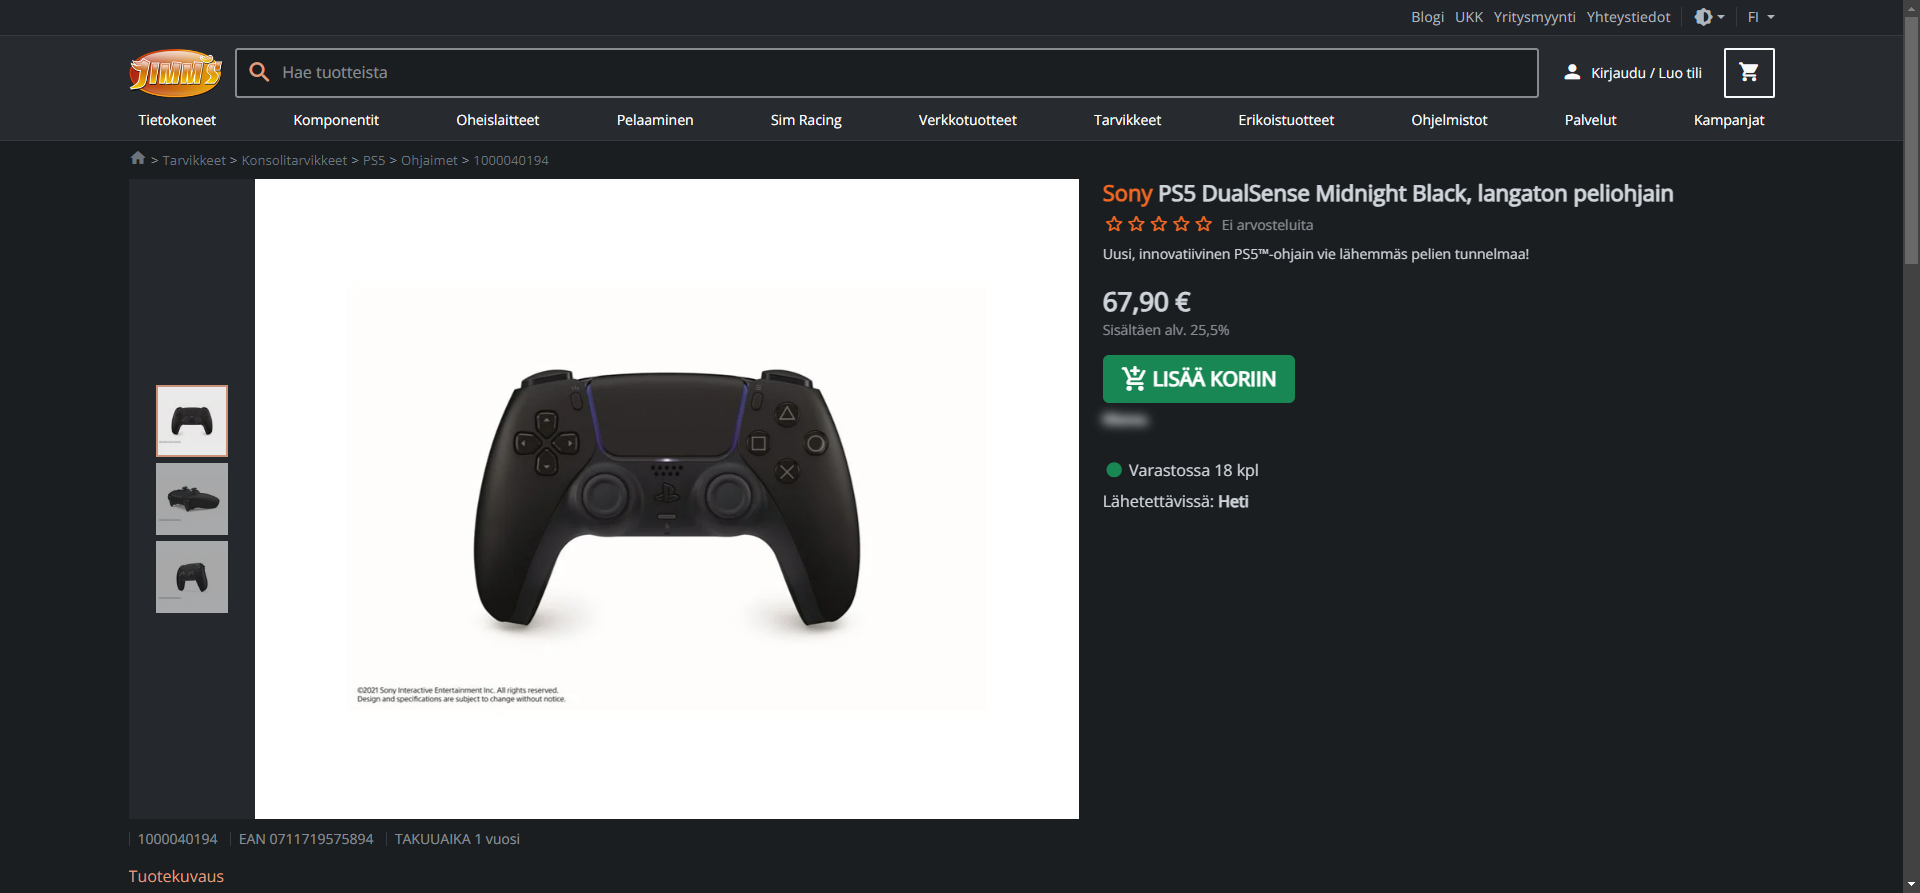 Blogi UKK Yritysmyynti Yhteystiedot FI
JIMM'S
Hae tuotteista
Kirjaudu / Luo tili
Tietokoneet Komponentit Oheislaitteet Pelaaminen Sim Racing Verkkotuotteet Tarvikkeet Erikoistuotteet Ohjelmistot Palvelut Kampanjat
> Tarvikkeet > Konsolitarvikkeet > PS5 > Ohjaimet > 1000040194
Sony PS5 DualSense Midnight Black, langaton peliohjain
Ei arvosteluita
Uusi, innovatiivinen PS5™-ohjain vie lähemmäs pelien tunnelmaa!
67,90 €
Sisältäen alv. 25,5%
LISÄÄ KORIIN
Varastossa 18 kpl
Lähetettävissä: Heti
©2021 Sony Interactive Entertainment Inc. All rights reserved.
Design and specifications are subject to change without notice.
1000040194 EAN 0711719575894 TAKUUAIKA 1 vuosi
Tuotekuvaus